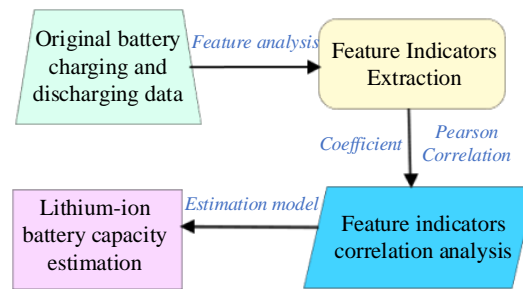 Original battery
charging and
discharging data
Feature analysis
Feature Indicators
Extraction
Coefficient
Pearson
Correlation
Feature indicators
correlation analysis
Estimation model
Lithium-ion
battery capacity
estimation